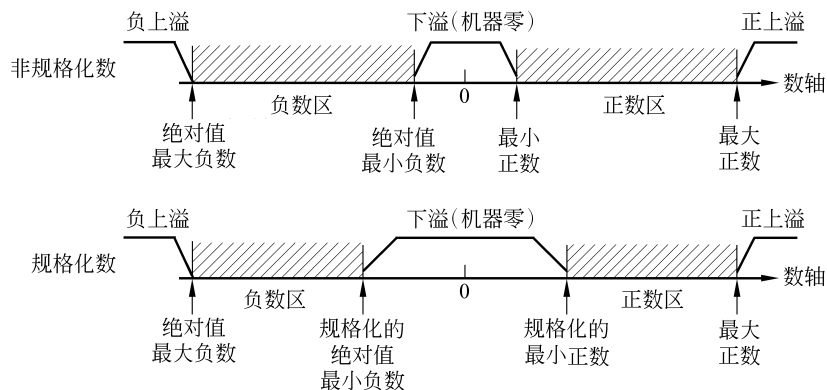 负上溢
下溢(机器零)
正上溢
非规格化数
数轴
负数区
0
正数区
绝对值
最大负数
绝对值
最小负数
最小
正数
最大
正数
负上溢
下溢(机器零)
正上溢
规格化数
数轴
负数区
0
正数区
绝对值
最大负数
规格化的
绝对值
最小负数
规格化的
最小正数
最大
正数